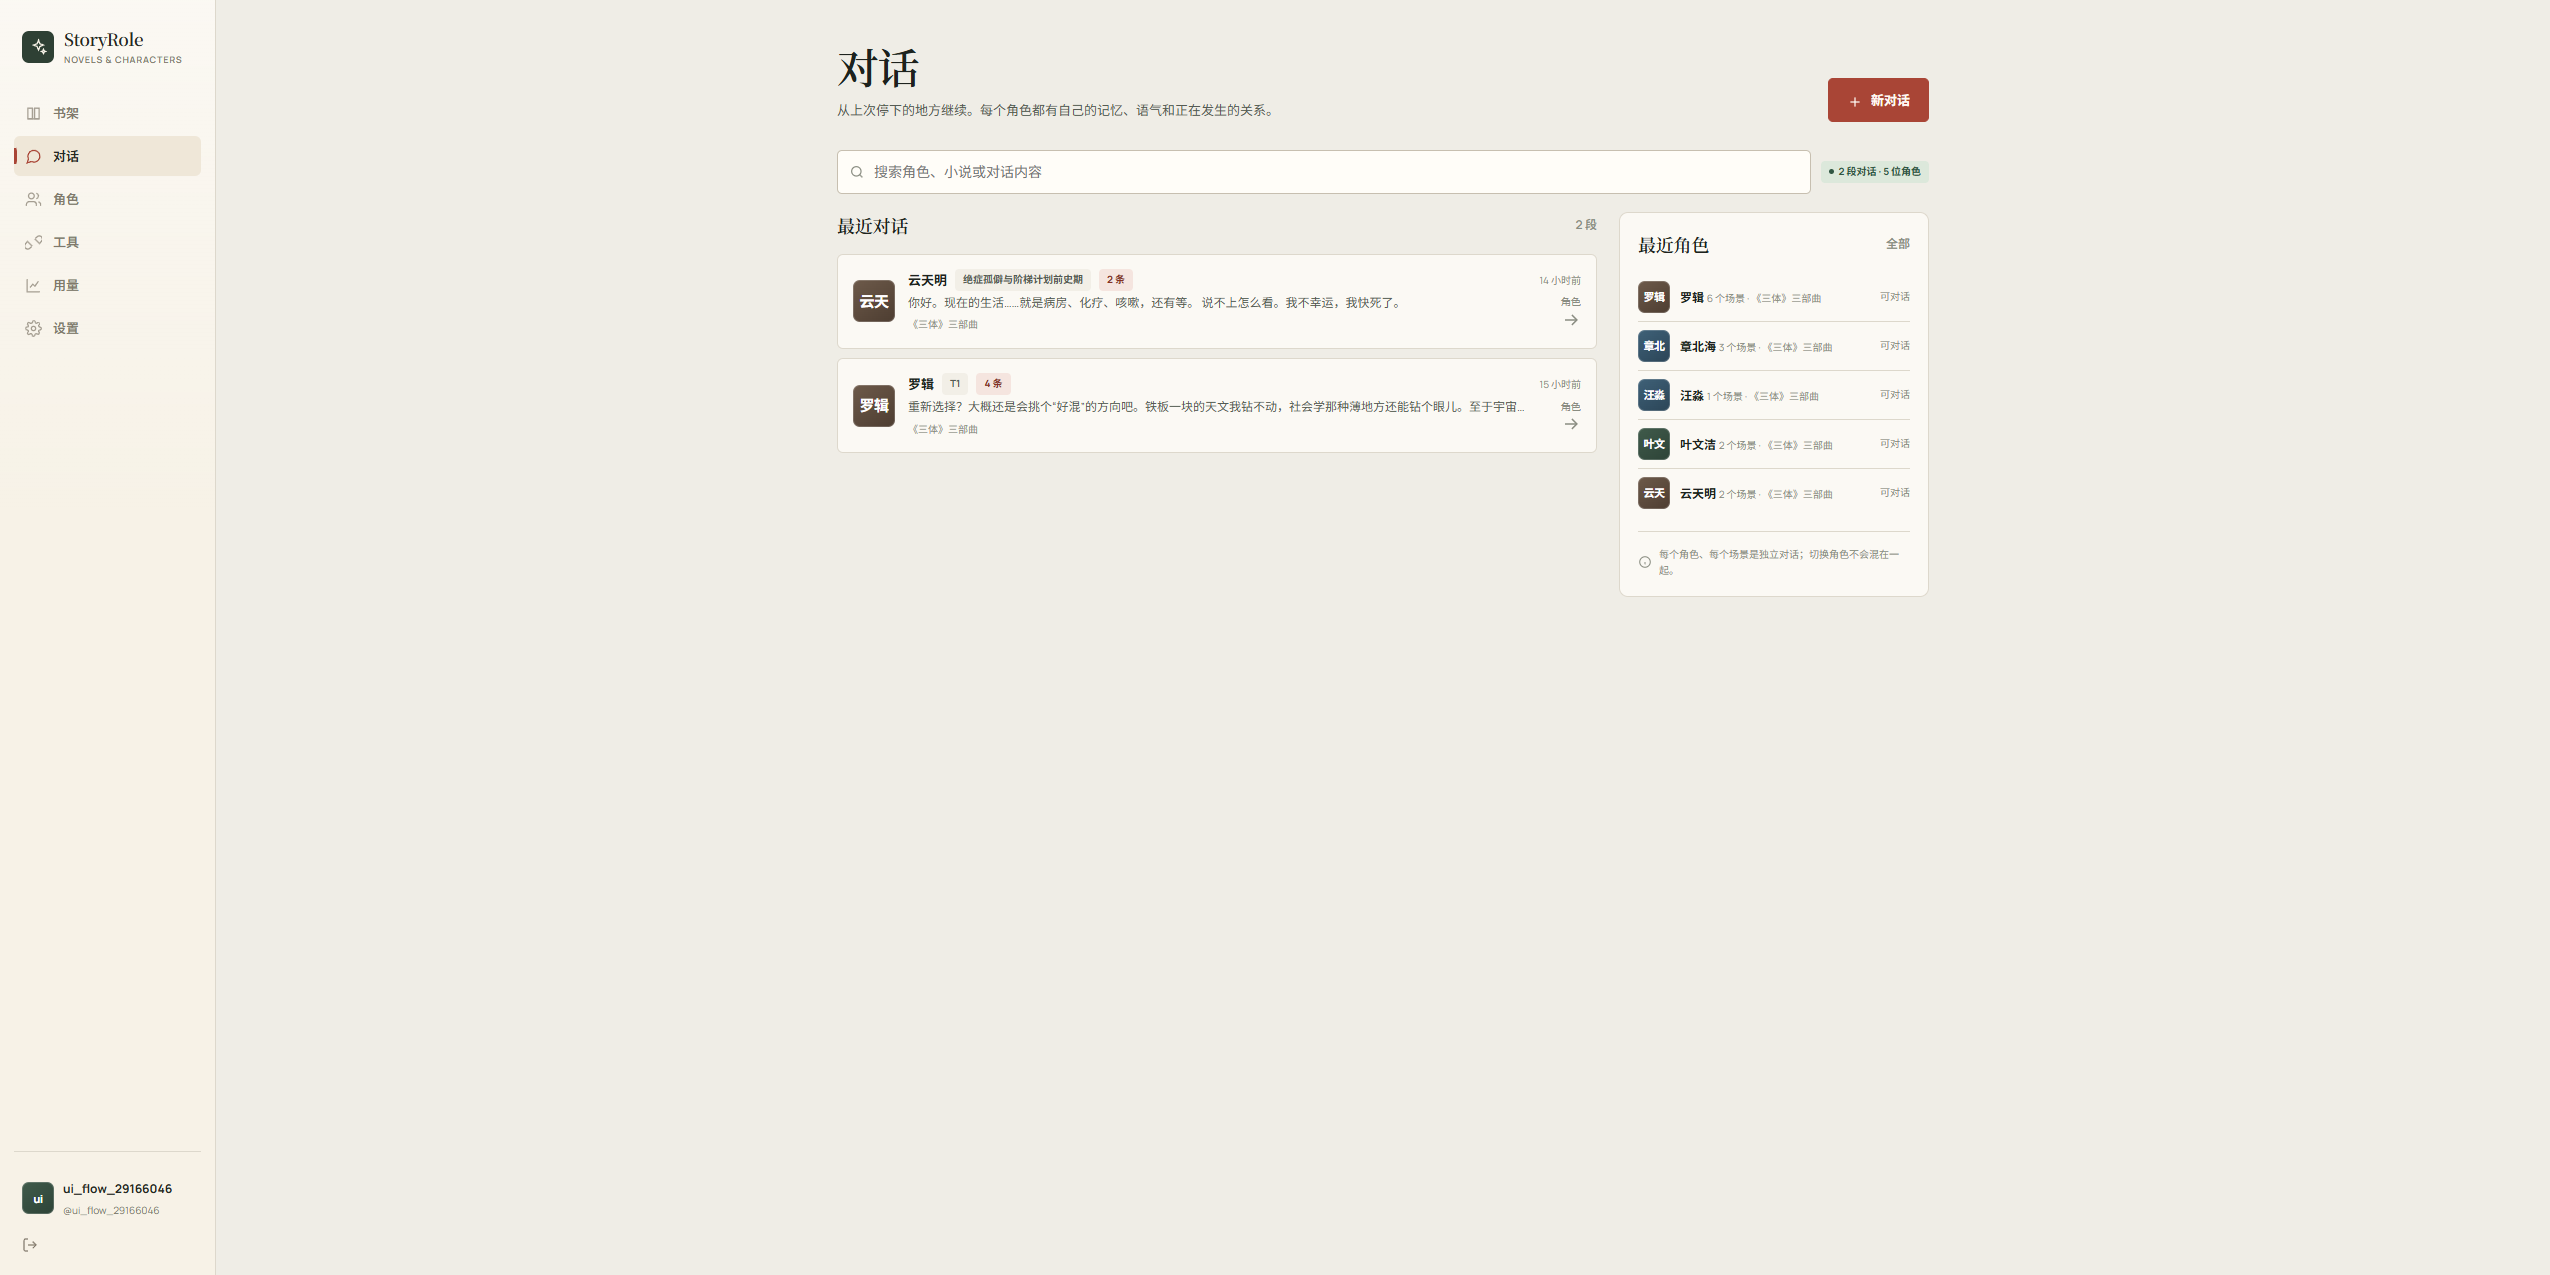 StoryRole
NOVELS & CHARACTERS
书架
对话
角色
工具
用量
设置
ui
ui_flow_29166046
@ui_flow_29166046
对话
从上次停下的地方继续。每个角色都有自己的记忆、语气和正在发生的关系。
+ 新对话
搜索角色、小说或对话内容
2 段对话 · 5 位角色
最近对话
2 段
云天
云天明 绝症孤僻与阶梯计划前史期 2 条
14 小时前
你好。现在的生活……就是病房、化疗、咳嗽，还有等。 说不上怎么看。我不幸运，我快死了。
角色
《三体》三部曲
罗辑
罗辑 T1 4 条
15 小时前
重新选择？大概还是会挑个"好混"的方向吧。铁板一块的天文我钻不动，社会学那种薄地方还能钻个眼儿。至于宇宙...
角色
《三体》三部曲
最近角色
全部
罗辑 罗辑 6 个场景 · 《三体》三部曲 可对话
章北 章北海 3 个场景 · 《三体》三部曲 可对话
汪淼 汪淼 1 个场景 · 《三体》三部曲 可对话
叶文 叶文洁 2 个场景 · 《三体》三部曲 可对话
云天 云天明 2 个场景 · 《三体》三部曲 可对话
每个角色、每个场景是独立对话；切换角色不会混在一
起。